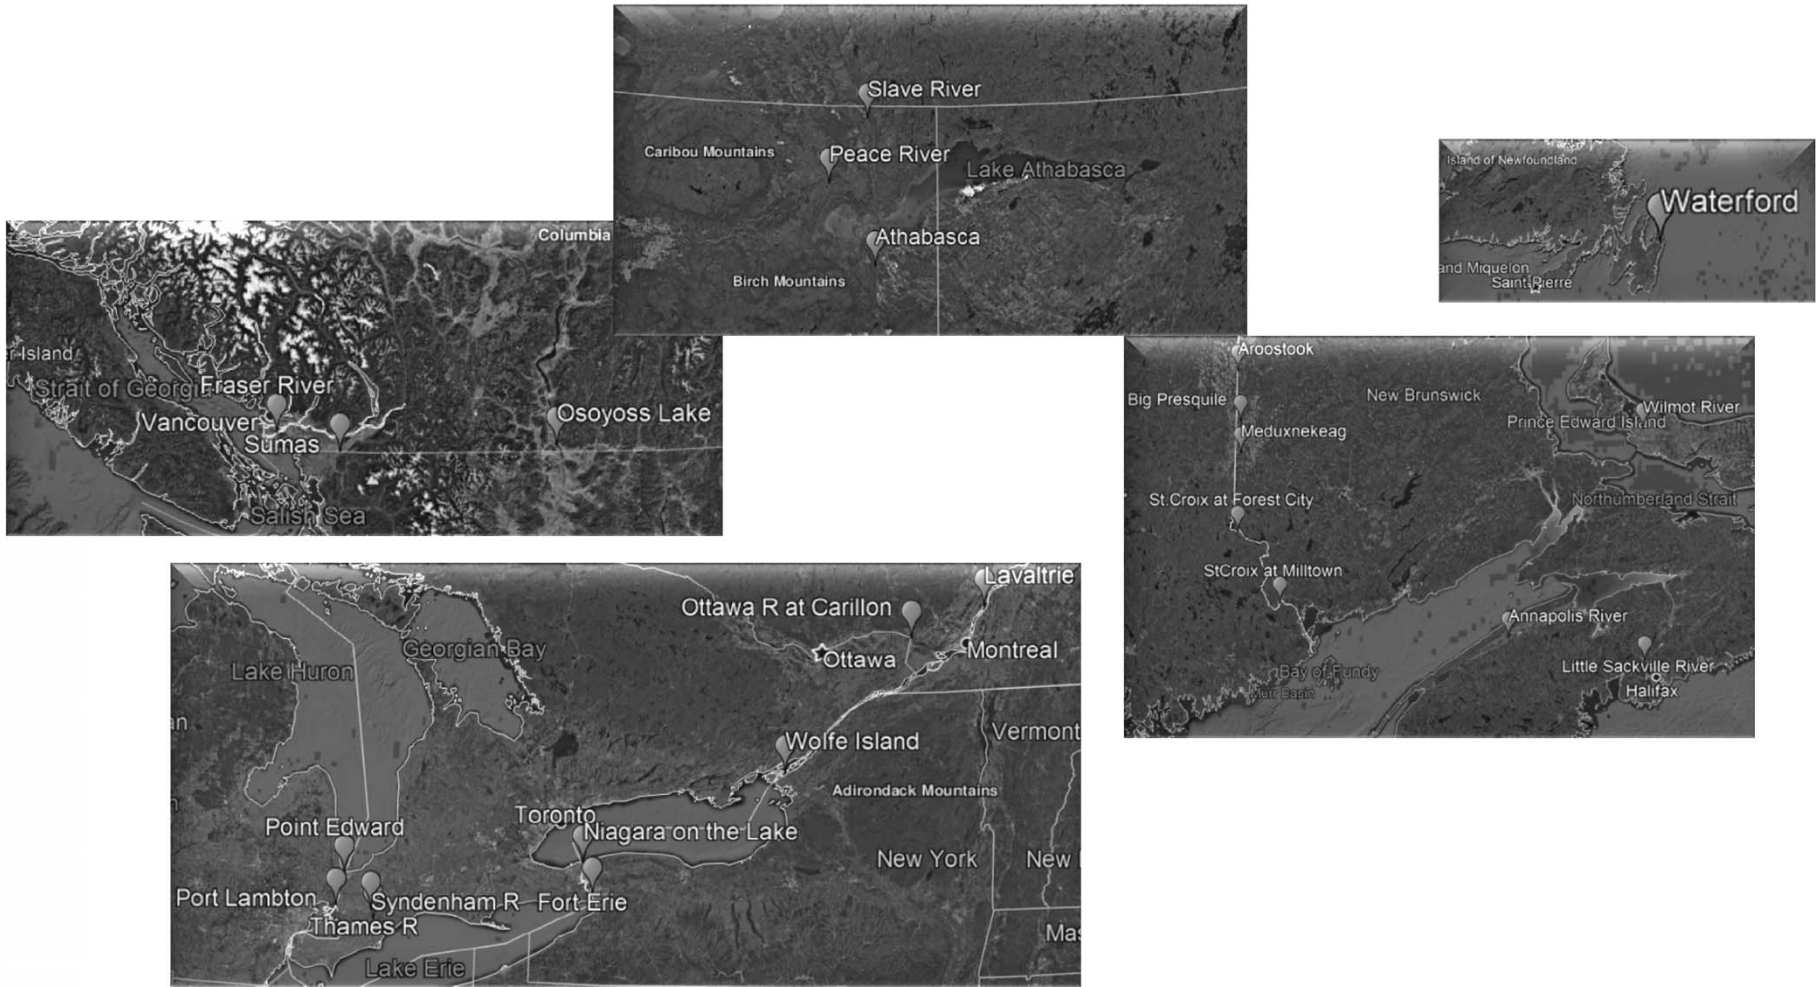 Slave River
Caribou Mountains
Peace River
Lake Athabasca
Athabasca
Birch Mountains
Island of Newfoundland
Waterford
and Miquelon
Saint-Pierre
Columbia
r Island
Strait of Georgi
Fraser River
Vancouver
Sumas
Osoyoss Lake
Salish Sea
Aroostook
Big Presquile
New Brunswick
Wilmot River
Prince Edward Island
Meduxnekeag
St.Croix at Forest City
Northumberland Strait
StCroix at Milltown
Annapolis River
Bay of Fundy
Murr Basin
Little Sackville River
Halifax
Lavaltrie
Ottawa R at Carillon
Georgian Bay
Ottawa
Montreal
Lake Huron
an
Vermont
Wolfe Island
Adirondack Mountains
Toronto
Niagara on the Lake
Point Edward
New York
New
Port Lambton
Syndenham R
Fort Erie
Thames R
Mas
Lake Erie